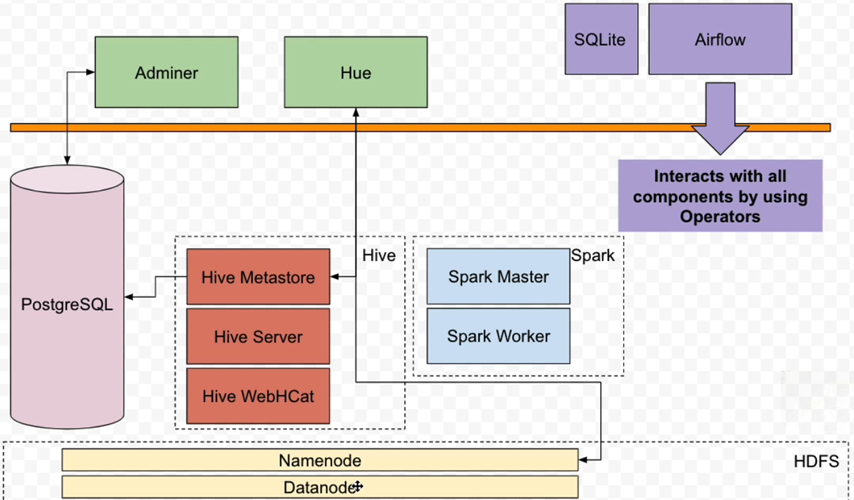 SQLite
Airflow
Adminer
Hue
Interacts with all
components by using
Operators
Hive
Spark
Hive Metastore
Spark Master
PostgreSQL
Hive Server
Spark Worker
Hive WebHCat
Namenode
HDFS
Datanode